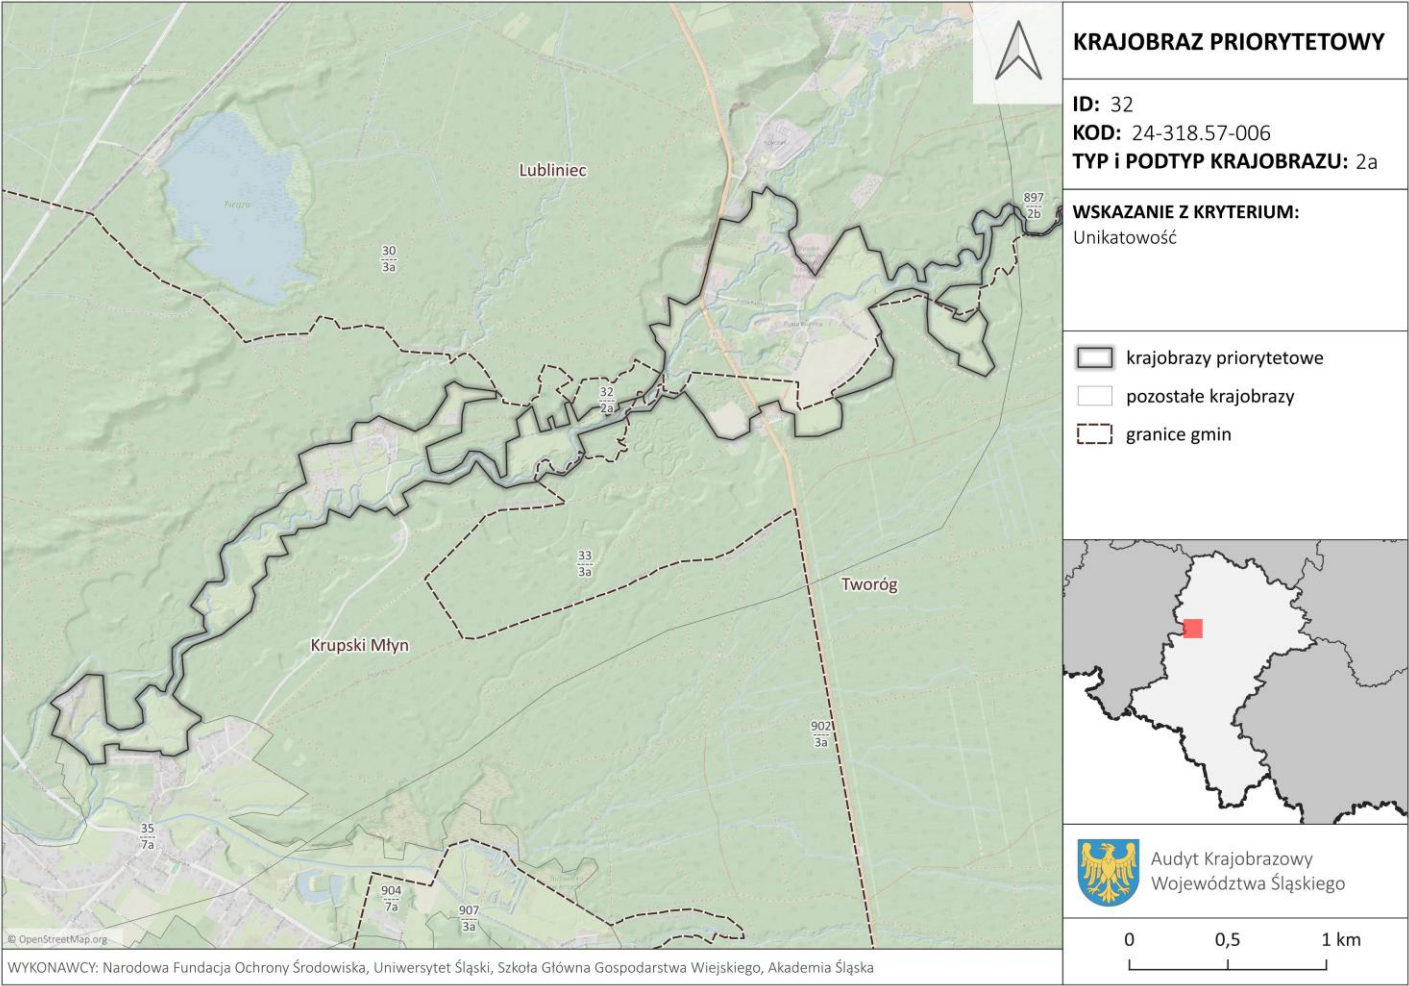 Lubliniec
Piegża
30
3a
897
2b
32
2a
33
3a
Tworóg
Krupski Młyn
902
3a
35
7a
904
7a
907
3a
© OpenStreetMap.org
WYKONAWCY: Narodowa Fundacja Ochrony Środowiska, Uniwersytet Śląski, Szkoła Główna Gospodarstwa Wiejskiego, Akademia Śląska
KRAJOBRAZ PRIORYTETOWY
ID: 32
KOD: 24-318.57-006
TYP i PODTYP KRAJOBRAZU: 2a
WSKAZANIE Z KRYTERIUM:
Unikatowość
krajobrazy priorytetowe
pozostałe krajobrazy
granice gmin
Audyt Krajobrazowy
Województwa Śląskiego
0 0,5 1 km